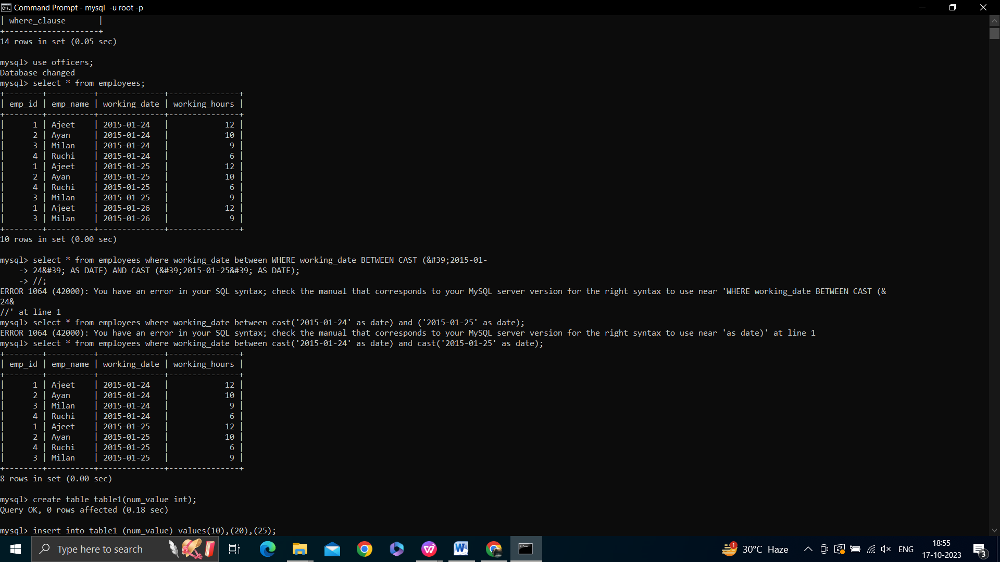 Command Prompt - mysql  -u root -p
| where_clause       |
+--------------------+
14 rows in set (0.05 sec)
mysql> use officers;
Database changed
mysql> select * from employees;
+--------+----------+--------------+---------------+
| emp_id | emp_name | working_date | working_hours |
+--------+----------+--------------+---------------+
|      1 | Ajeet    | 2015-01-24   |            12 |
|      2 | Ayan     | 2015-01-24   |            10 |
|      3 | Milan    | 2015-01-24   |             9 |
|      4 | Ruchi    | 2015-01-24   |             6 |
|      1 | Ajeet    | 2015-01-25   |            12 |
|      2 | Ayan     | 2015-01-25   |            10 |
|      4 | Ruchi    | 2015-01-25   |             6 |
|      3 | Milan    | 2015-01-25   |             9 |
|      1 | Ajeet    | 2015-01-26   |            12 |
|      3 | Milan    | 2015-01-26   |             9 |
+--------+----------+--------------+---------------+
10 rows in set (0.00 sec)
mysql> select * from employees where working_date between WHERE working_date BETWEEN CAST (&#39;2015-01-
    -> 24&#39; AS DATE) AND CAST (&#39;2015-01-25&#39; AS DATE);
    -> //;
ERROR 1064 (42000): You have an error in your SQL syntax; check the manual that corresponds to your MySQL server version for the right syntax to use near 'WHERE working_date BETWEEN CAST (&
24&
//' at line 1
mysql> select * from employees where working_date between cast('2015-01-24' as date) and ('2015-01-25' as date);
ERROR 1064 (42000): You have an error in your SQL syntax; check the manual that corresponds to your MySQL server version for the right syntax to use near 'as date)' at line 1
mysql> select * from employees where working_date between cast('2015-01-24' as date) and cast('2015-01-25' as date);
+--------+----------+--------------+---------------+
| emp_id | emp_name | working_date | working_hours |
+--------+----------+--------------+---------------+
|      1 | Ajeet    | 2015-01-24   |            12 |
|      2 | Ayan     | 2015-01-24   |            10 |
|      3 | Milan    | 2015-01-24   |             9 |
|      4 | Ruchi    | 2015-01-24   |             6 |
|      1 | Ajeet    | 2015-01-25   |            12 |
|      2 | Ayan     | 2015-01-25   |            10 |
|      4 | Ruchi    | 2015-01-25   |             6 |
|      3 | Milan    | 2015-01-25   |             9 |
+--------+----------+--------------+---------------+
8 rows in set (0.00 sec)
mysql> create table table1(num_value int);
Query OK, 0 rows affected (0.18 sec)
mysql> insert into table1 (num_value) values(10),(20),(25);
Type here to search
1
30°C  Haze
ENG
18:55
17-10-2023
3